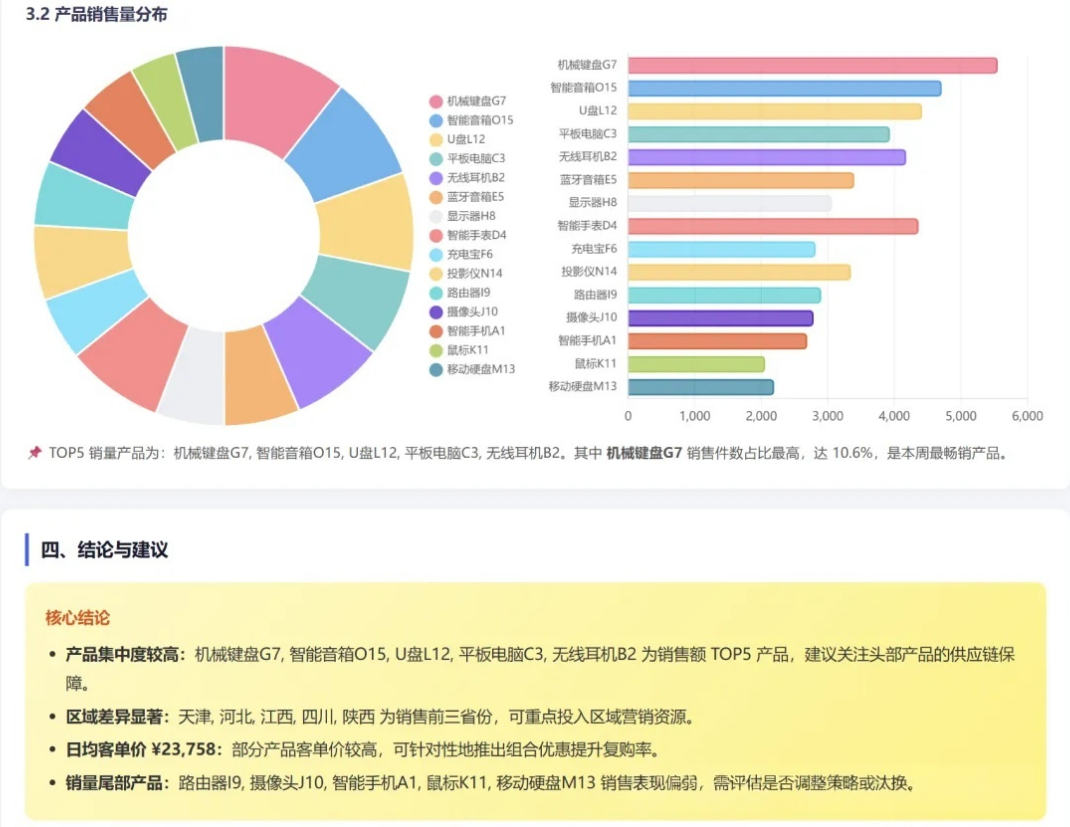 3.2 产品销售量分布
机械键盘G7
智能音箱O15
U盘L12
平板电脑C3
无线耳机B2
蓝牙音箱E5
显示器H8
智能手表D4
充电宝F6
投影仪N14
路由器I9
摄像头J10
智能手机A1
鼠标K11
移动硬盘M13
机械键盘G7
智能音箱O15
U盘L12
平板电脑C3
无线耳机B2
蓝牙音箱E5
显示器H8
智能手表D4
充电宝F6
投影仪N14
路由器I9
摄像头J10
智能手机A1
鼠标K11
移动硬盘M13
0 1,000 2,000 3,000 4,000 5,000 6,000
📌 TOP5 销量产品为：机械键盘G7, 智能音箱O15, U盘L12, 平板电脑C3, 无线耳机B2。其中 机械键盘G7 销售件数占比最高，达 10.6%，是本周最畅销产品。
四、结论与建议
核心结论
• 产品集中度较高：机械键盘G7, 智能音箱O15, U盘L12, 平板电脑C3, 无线耳机B2 为销售额 TOP5 产品，建议关注头部产品的供应链保
障。
• 区域差异显著：天津, 河北, 江西, 四川, 陕西 为销售前三省份，可重点投入区域营销资源。
• 日均客单价 ¥23,758：部分产品客单价较高，可针对性地推出组合优惠提升复购率。
• 销量尾部产品：路由器I9, 摄像头J10, 智能手机A1, 鼠标K11, 移动硬盘M13 销售表现偏弱，需评估是否调整策略或汰换。